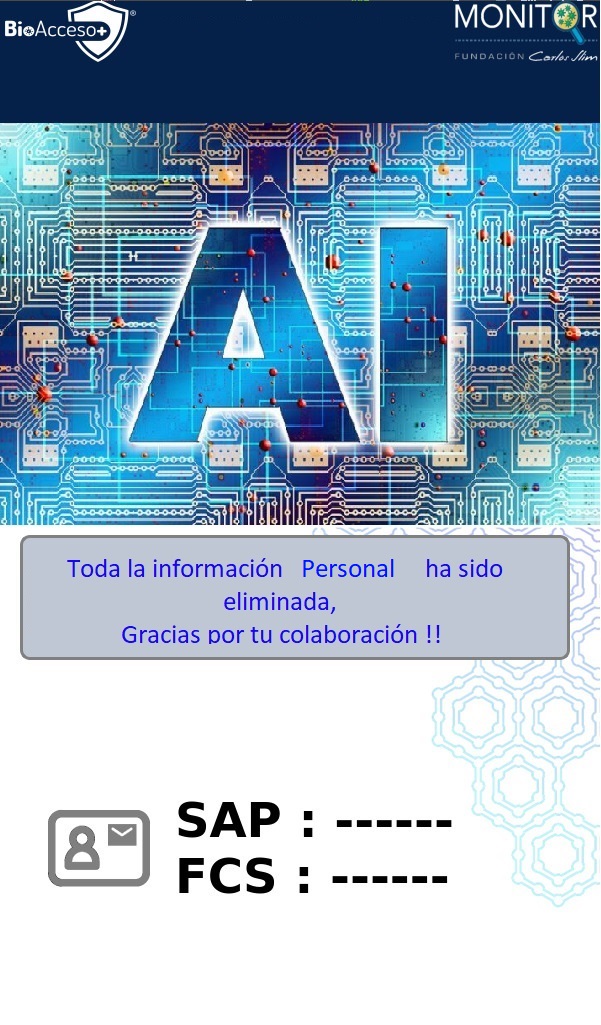 BioAcceso+®
MONITOR
FUNDACIÓN Carlos Slim
AI
Toda la información Personal ha sido
eliminada,
Gracias por tu colaboración !!
SAP : ------
FCS : ------